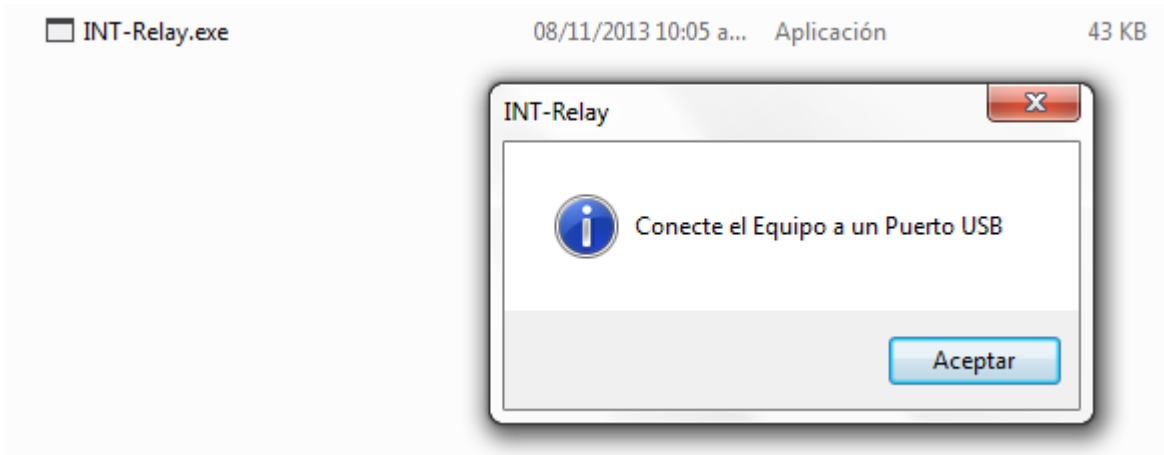 INT-Relay.exe 08/11/2013 10:05 a... Aplicación 43 KB
INT-Relay
Conecte el Equipo a un Puerto USB
Aceptar